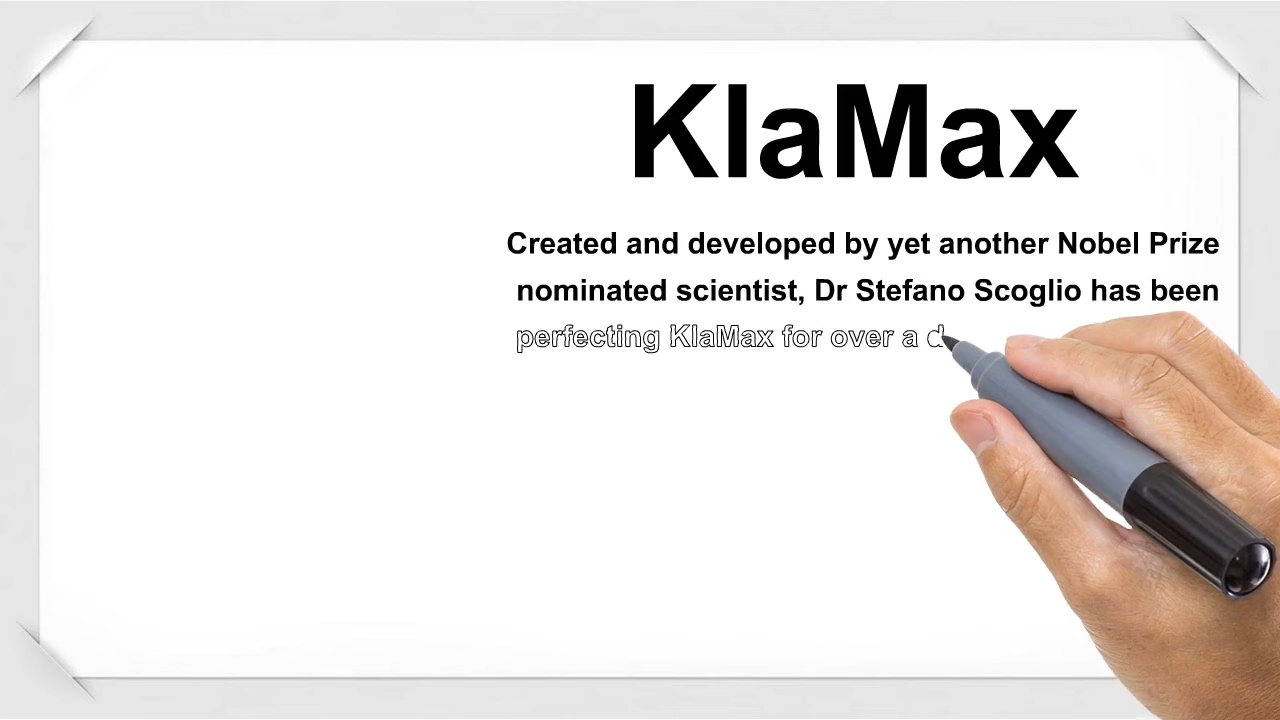 KlaMax
Created and developed by yet another Nobel Prize
nominated scientist, Dr Stefano Scoglio has been
perfecting KlaMax for over a d